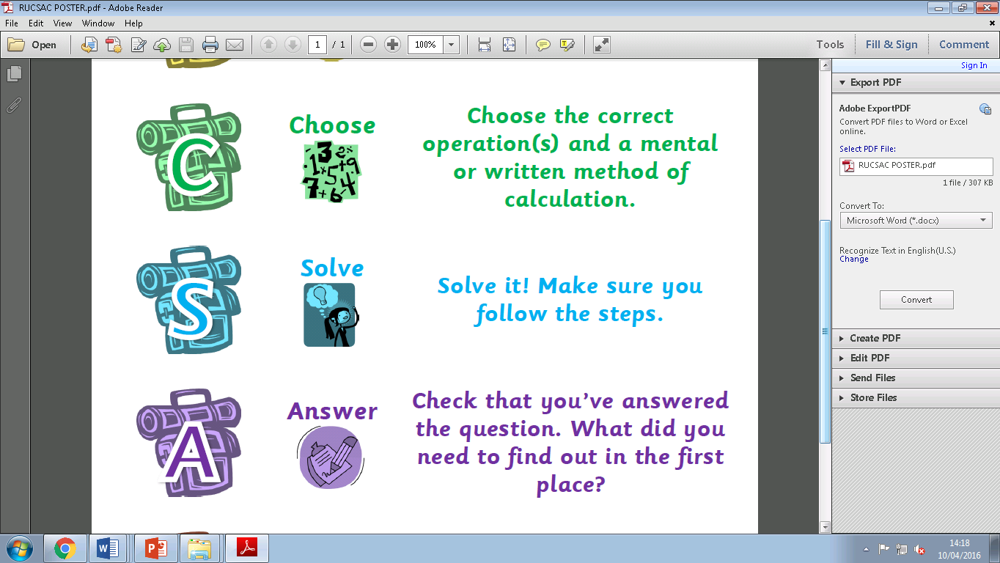 RUCSAC POSTER.pdf - Adobe Reader
File Edit View Window Help
Open 1 / 1 100% Tools Fill & Sign Comment
Sign In
Export PDF
Adobe ExportPDF
Convert PDF files to Word or Excel
online.
Select PDF File:
RUCSAC POSTER.pdf
1 file / 307 KB
Convert To:
Microsoft Word (*.docx)
Recognize Text in English(U.S.)
Change
Convert
Create PDF
Edit PDF
Send Files
Store Files
C
Choose
Choose the correct
operation(s) and a mental
or written method of
calculation.
S
Solve
Solve it! Make sure you
follow the steps.
A
Answer
Check that you've answered
the question. What did you
need to find out in the first
place?
14:18
10/04/2016